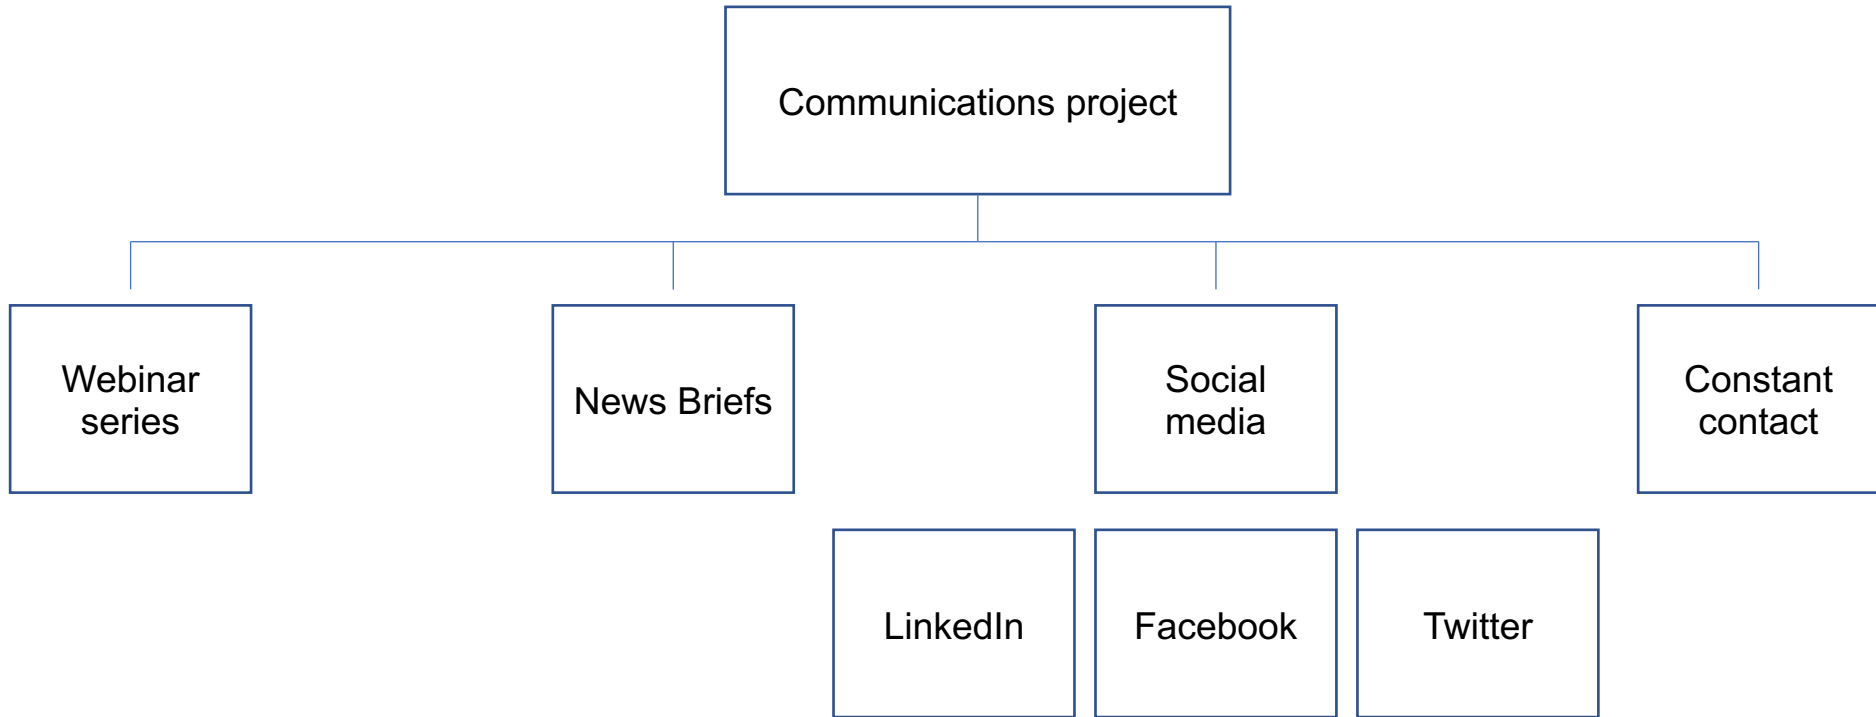 Communications project
Webinar
series
News Briefs
Social
media
Constant
contact
LinkedIn
Facebook
Twitter